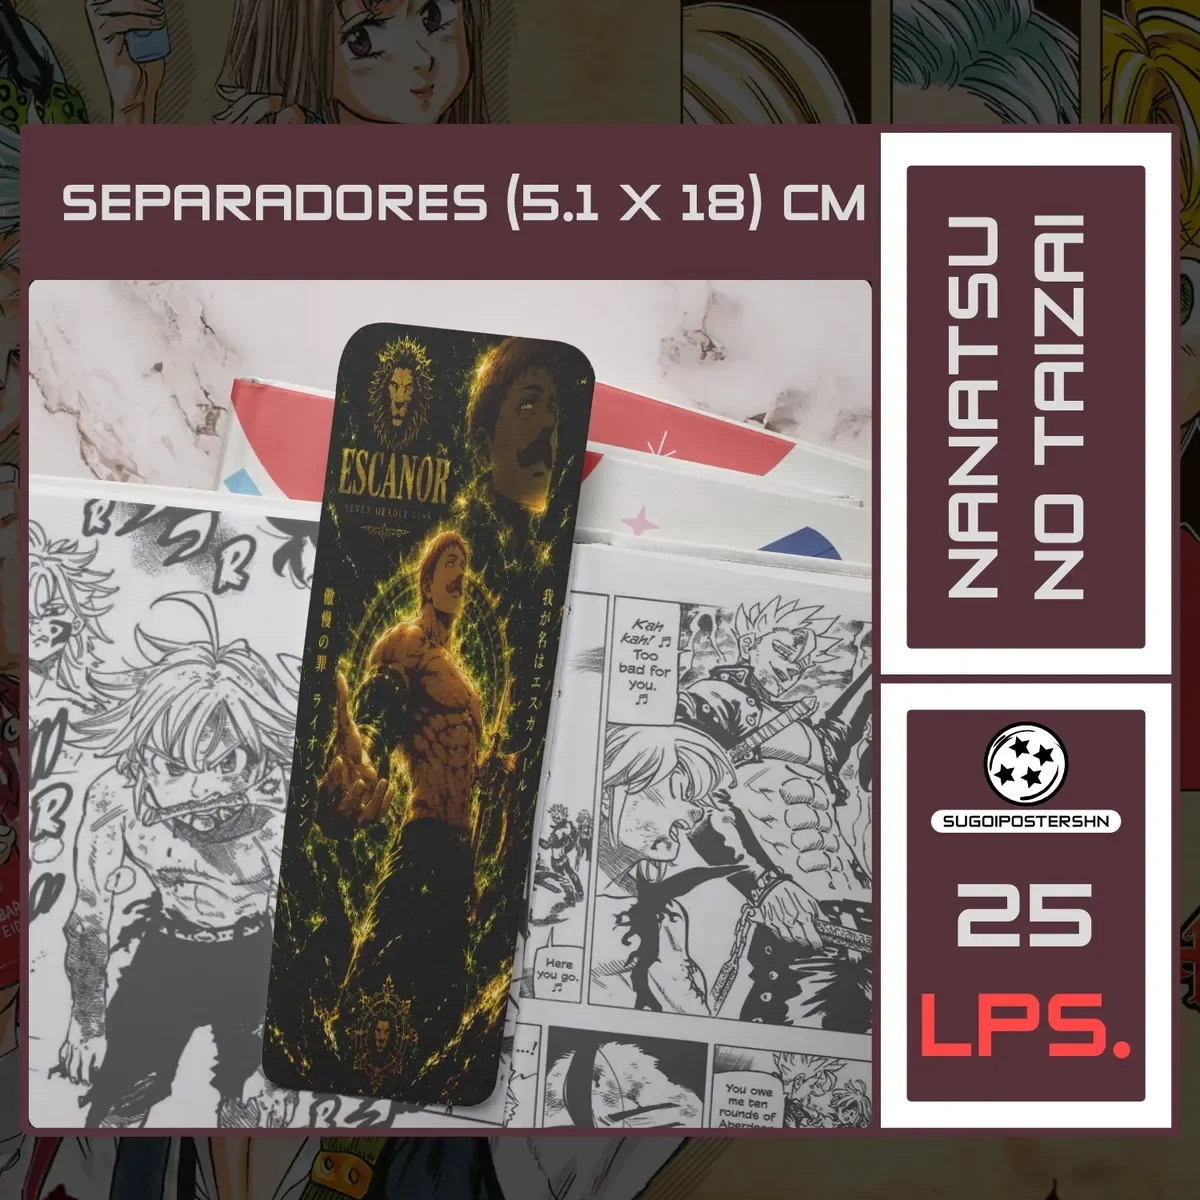 SEPARADORES (5.1 X 18) CM
NANATSU
NO TAIZAI
ESCANOR
SEVEN DEADLY SINS
傲慢の罪 ライオン・シン
我が名はエスカノール
Kah
kah! ♬
Too
bad for
you.
♬
Here
you go.
♬
You owe
me ten
rounds of
SUGOIPOSTERSHN
25
LPS.